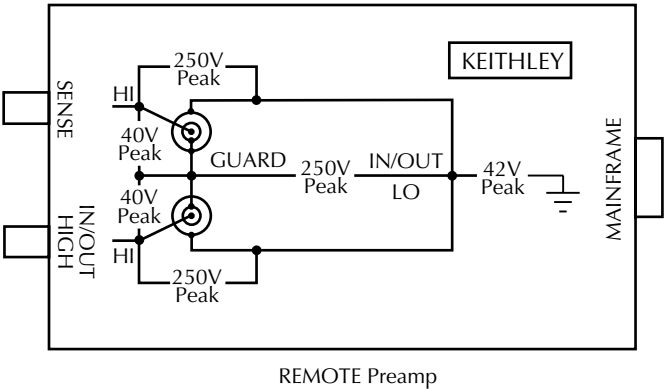 250V
Peak
KEITHLEY
SENSE
HI
40V
Peak
GUARD
250V
Peak
IN/OUT
LO
42V
Peak
MAINFRAME
40V
Peak
IN/OUT
HIGH
HI
250V
Peak
REMOTE Preamp